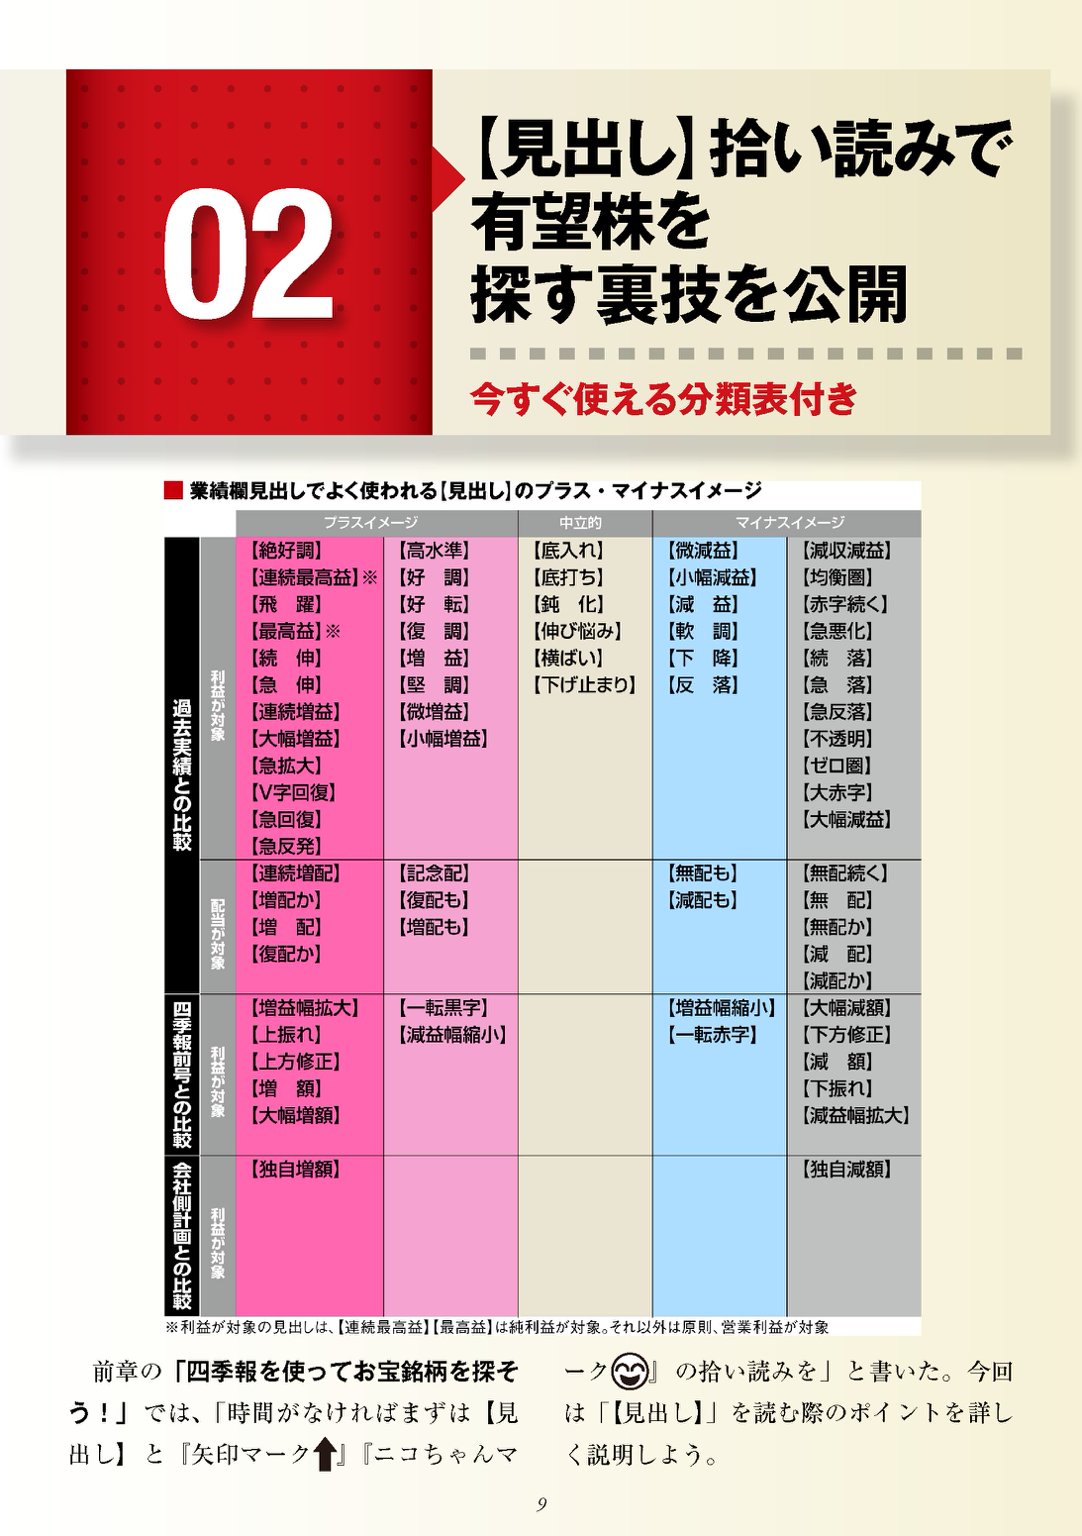 02
【見出し】拾い読みで
有望株を
探す裏技を公開
今すぐ使える分類表付き
■業績欄見出しでよく使われる【見出し】のプラス・マイナスイメージ
プラスイメージ 中立的 マイナスイメージ
過去実績との比較
利益が対象
【絶好調】 【高水準】 【底入れ】 【微減益】 【減収減益】
【連続最高益】※ 【好　調】 【底打ち】 【小幅減益】 【均衡圏】
【飛　躍】 【好　転】 【鈍　化】 【減　益】 【赤字続く】
【最高益】※ 【復　調】 【伸び悩み】 【軟　調】 【急悪化】
【続　伸】 【増　益】 【横ばい】 【下　降】 【続　落】
【急　伸】 【堅　調】 【下げ止まり】 【反　落】 【急　落】
【連続増益】 【微増益】 【急反落】
【大幅増益】 【小幅増益】 【不透明】
【急拡大】 【ゼロ圏】
【V字回復】 【大赤字】
【急回復】 【大幅減益】
【急反発】
配当が対象
【連続増配】 【記念配】 【無配も】 【無配続く】
【増配か】 【復配も】 【減配も】 【無　配】
【増　配】 【増配も】 【無配か】
【復配か】 【減　配】
【減配か】
四季報前号との比較
利益が対象
【増益幅拡大】 【一転黒字】 【増益幅縮小】 【大幅減額】
【上振れ】 【減益幅縮小】 【一転赤字】 【下方修正】
【上方修正】 【減　額】
【増　額】 【下振れ】
【大幅増額】 【減益幅拡大】
会社側計画との比較
利益が対象
【独自増額】 【独自減額】
※利益が対象の見出しは、【連続最高益】【最高益】は純利益が対象。それ以外は原則、営業利益が対象
前章の「四季報を使ってお宝銘柄を探そ
う！」では、「時間がなければまずは【見
出し】と『矢印マーク』『ニコちゃんマ
ーク』の拾い読みを」と書いた。今回
は「【見出し】」を読む際のポイントを詳し
く説明しよう。
9